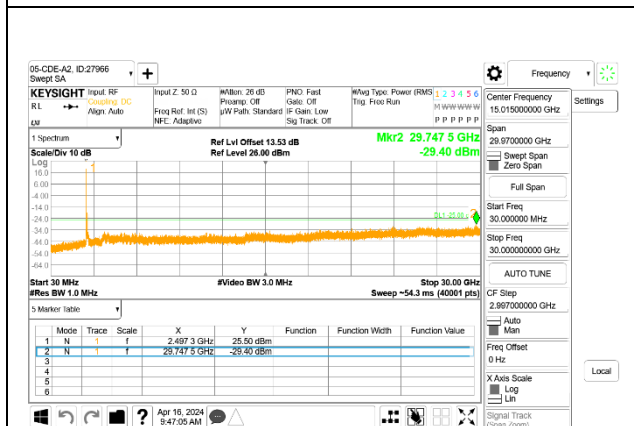 05-CDE-A2, ID:27966
Swept SA
+
Frequency
KEYSIGHT
RL
Input: RF
Coupling: DC
Align: Auto
Input Z: 50 Ω
Freq Ref: Int (S)
NFE: Adaptive
#Atten: 26 dB
Preamp: Off
µW Path: Standard
PNO: Fast
Gate: Off
IF Gain: Low
Sig Track: Off
#Avg Type: Power (RMS)
Trig: Free Run
1 2 3 4 5 6
M W W W W W
P P P P P P
Center Frequency
15.015000000 GHz
Settings
Span
29.9700000 GHz
Swept Span
Zero Span
Full Span
Start Freq
30.000000 MHz
Stop Freq
30.00000000 GHz
AUTO TUNE
CF Step
2.997000000 GHz
Auto
Man
Freq Offset
0 Hz
X Axis Scale
Log
Lin
Local
Signal Track
(Span Zoom)
1 Spectrum
Scale/Div 10 dB
Ref Lvl Offset 13.53 dB
Ref Level 26.00 dBm
Mkr2 29.747 5 GHz
-29.40 dBm
Log
16.0
6.00
-4.00
-14.0
-24.0
-34.0
-44.0
-54.0
-64.0
1
DL1 -25.00
2
Start 30 MHz
#Res BW 1.0 MHz
#Video BW 3.0 MHz
Stop 30.00 GHz
Sweep ~54.3 ms (40001 pts)
5 Marker Table
Mode Trace Scale X Y Function Function Width Function Value
1 N 1 f 2.497 3 GHz 25.50 dBm
2 N 1 f 29.747 5 GHz -29.40 dBm
3
4
5
6
?
Apr 16, 2024
9:47:05 AM